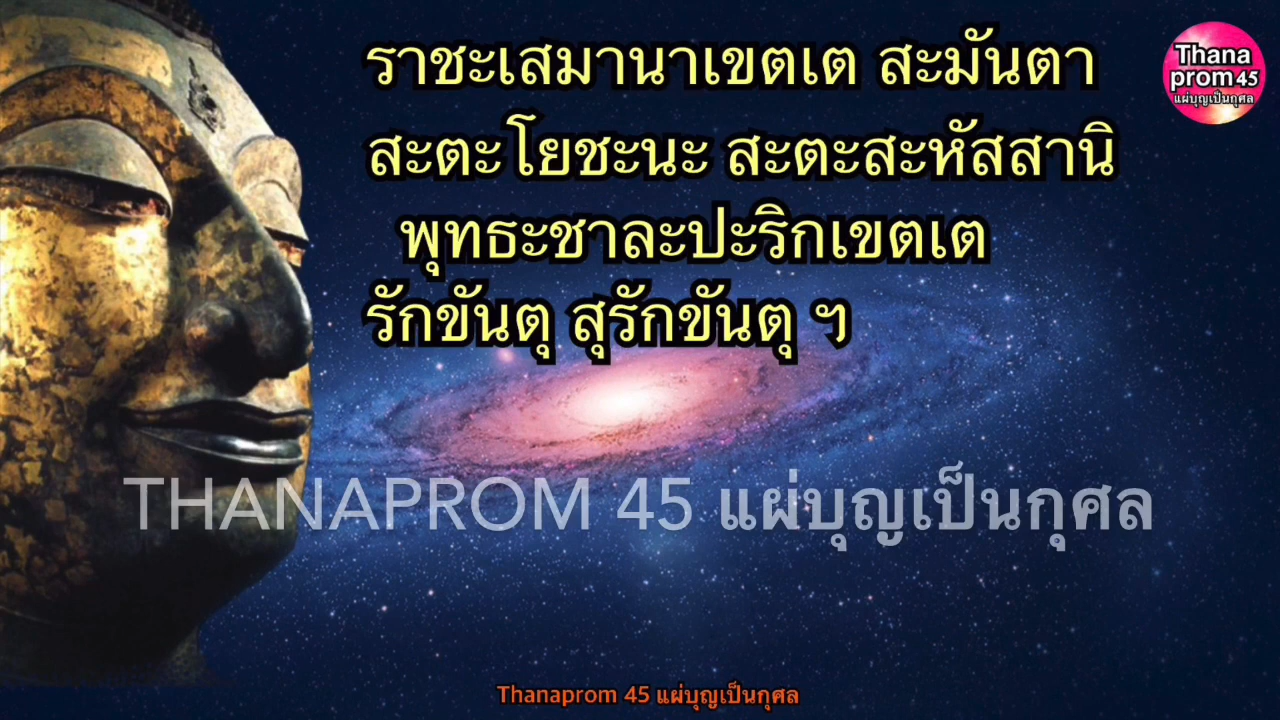 ราชะเสมานาเขตเต สะมันตา
สะตะโยชะนะ สะตะสะหัสสานิ
พุทธะชาละปะริกเขตเต
รักขันตุ สุรักขันตุ ฯ
Thana
prom45
แผ่บุญเป็นกุศล
THANAPROM 45 แผ่บุญเป็นกุศล
Thanaprom 45 แผ่บุญเป็นกุศล